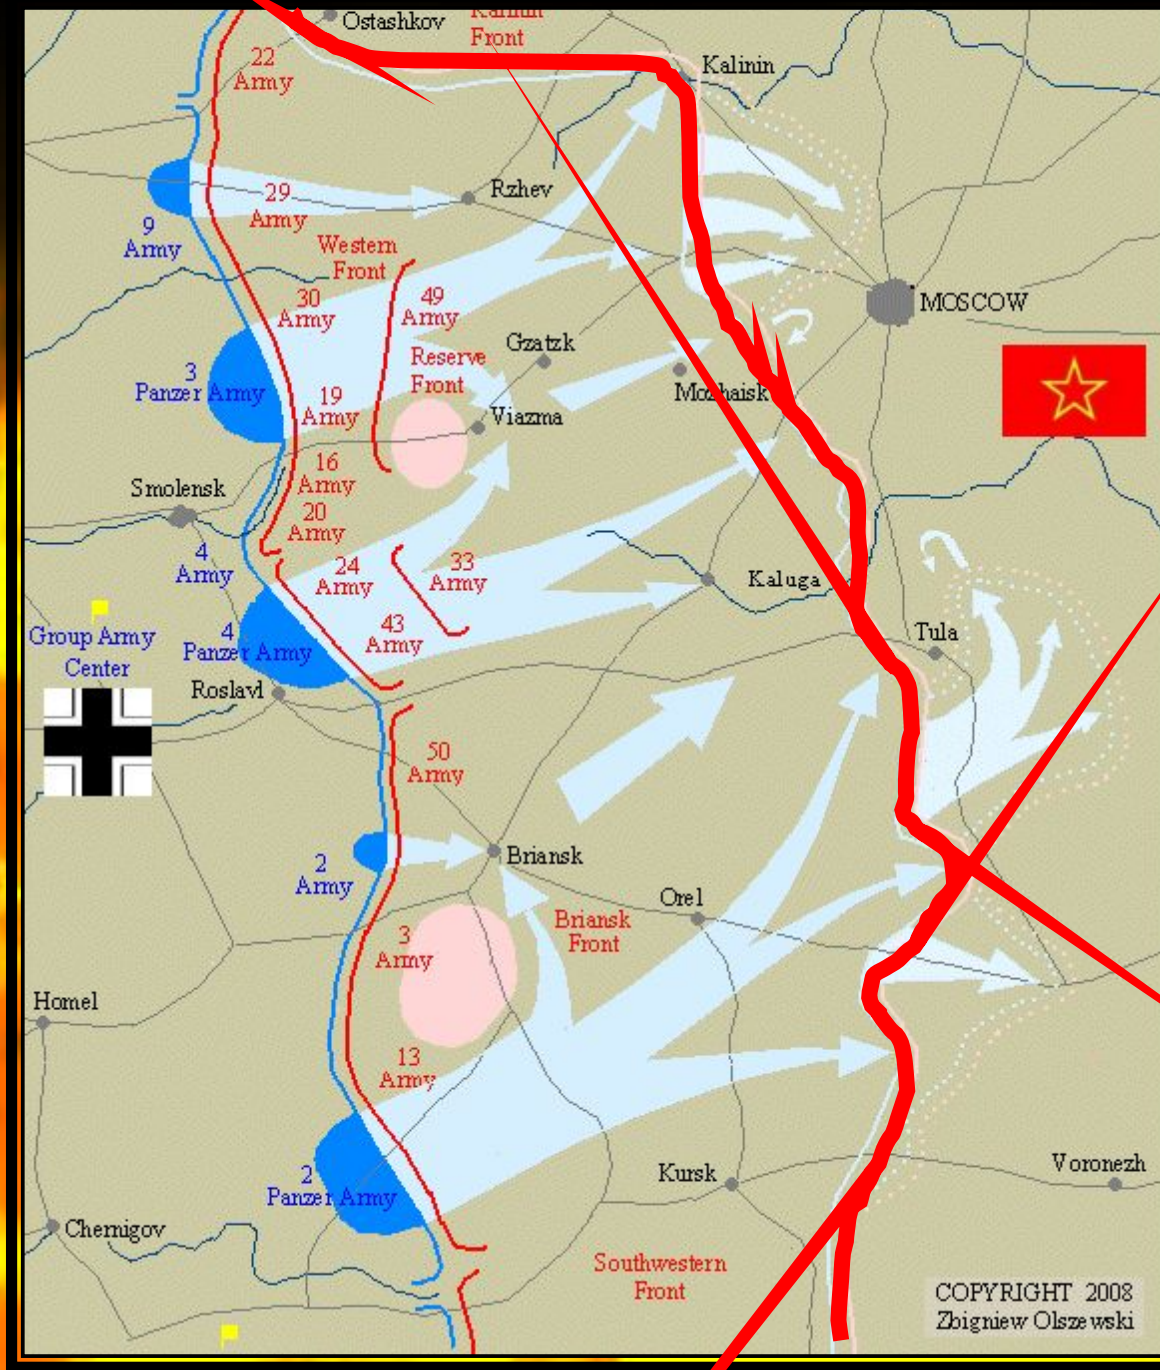 Ostashkov
Kalinin
Front
22
Army
Kalinin
29
Army
Rzhev
9
Army
Western
Front
30
Army
49
Army
MOSCOW
Gzatzk
Reserve
Front
3
Panzer Army
Mozhaisk
19
Army
Viazma
16
Army
Smolensk
20
Army
4
Army
24
Army
33
Army
Kaluga
Group Army
Center
4
Panzer Army
43
Army
Tula
Roslavl
50
Army
2
Army
Briansk
Orel
Briansk
Front
3
Army
Homel
13
Army
2
Panzer Army
Kursk
Voronezh
Chernigov
Southwestern
Front
COPYRIGHT 2008
Zbigniew Olszewski